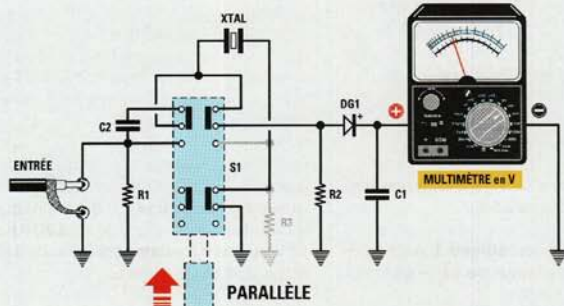 XTAL
C2
DG1
+
+
-
ENTRÉE
S1
R1
R2
C1
R3
MULTIMÈTRE en V
PARALLÈLE